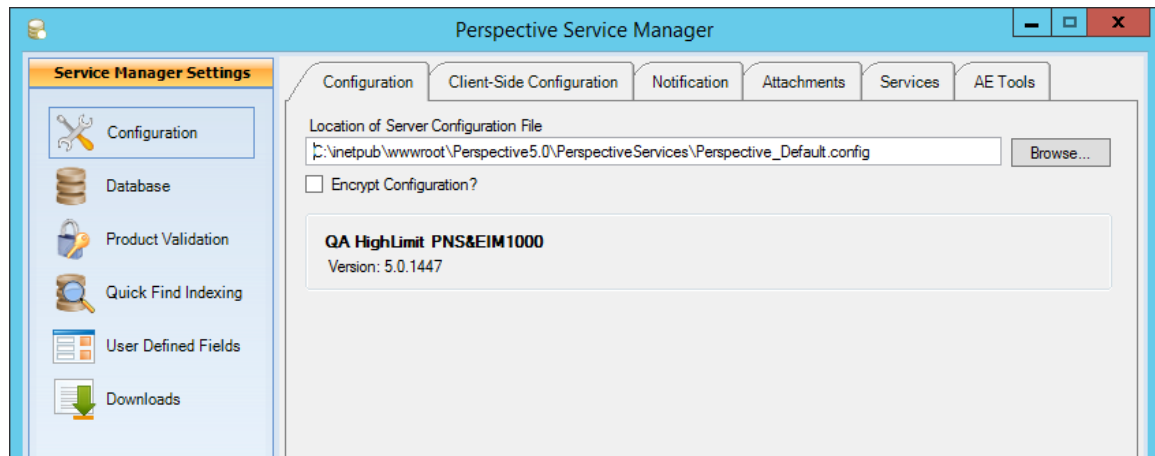 Perspective Service Manager
Service Manager Settings
Configuration
Database
Product Validation
Quick Find Indexing
User Defined Fields
Downloads
Configuration Client-Side Configuration Notification Attachments Services AE Tools
Location of Server Configuration File
C:\inetpub\wwwroot\Perspective5.0\PerspectiveServices\Perspective_Default.config Browse...
Encrypt Configuration?
QA HighLimit PNS&EIM1000
Version: 5.0.1447